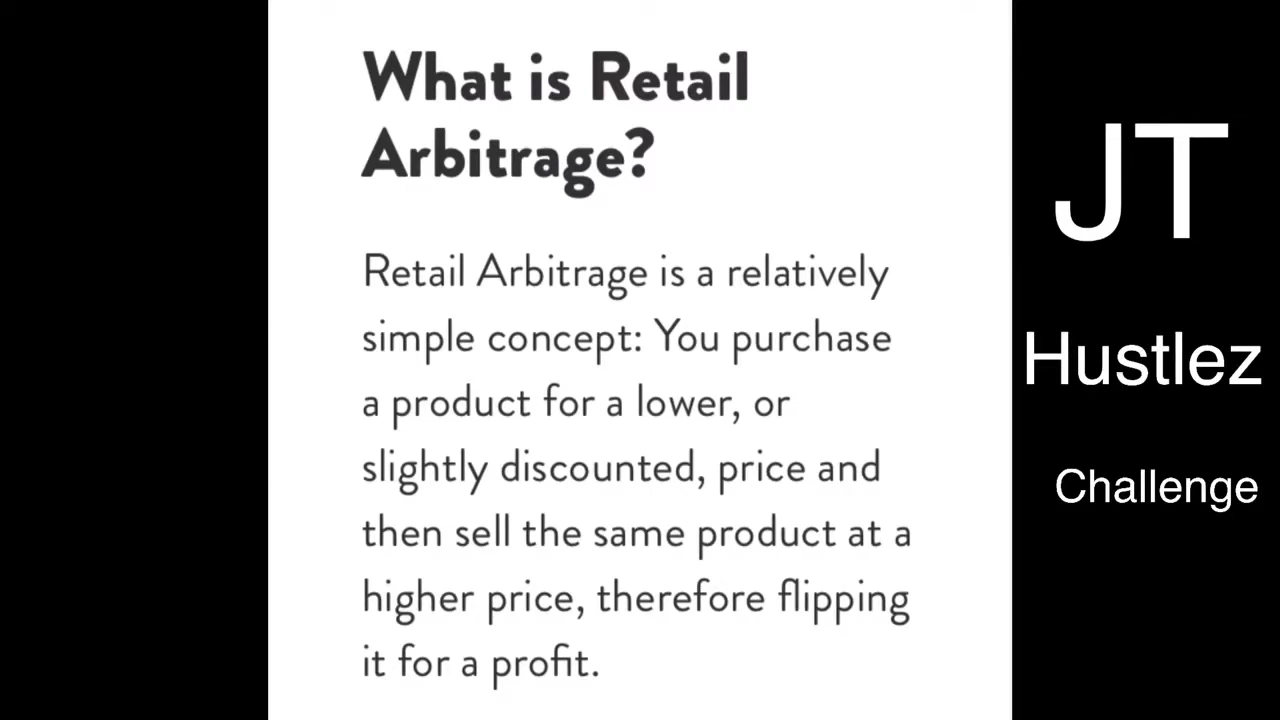 What is Retail
Arbitrage?
Retail Arbitrage is a relatively
simple concept: You purchase
a product for a lower, or
slightly discounted, price and
then sell the same product at a
higher price, therefore flipping
it for a profit.
JT
Hustlez
Challenge